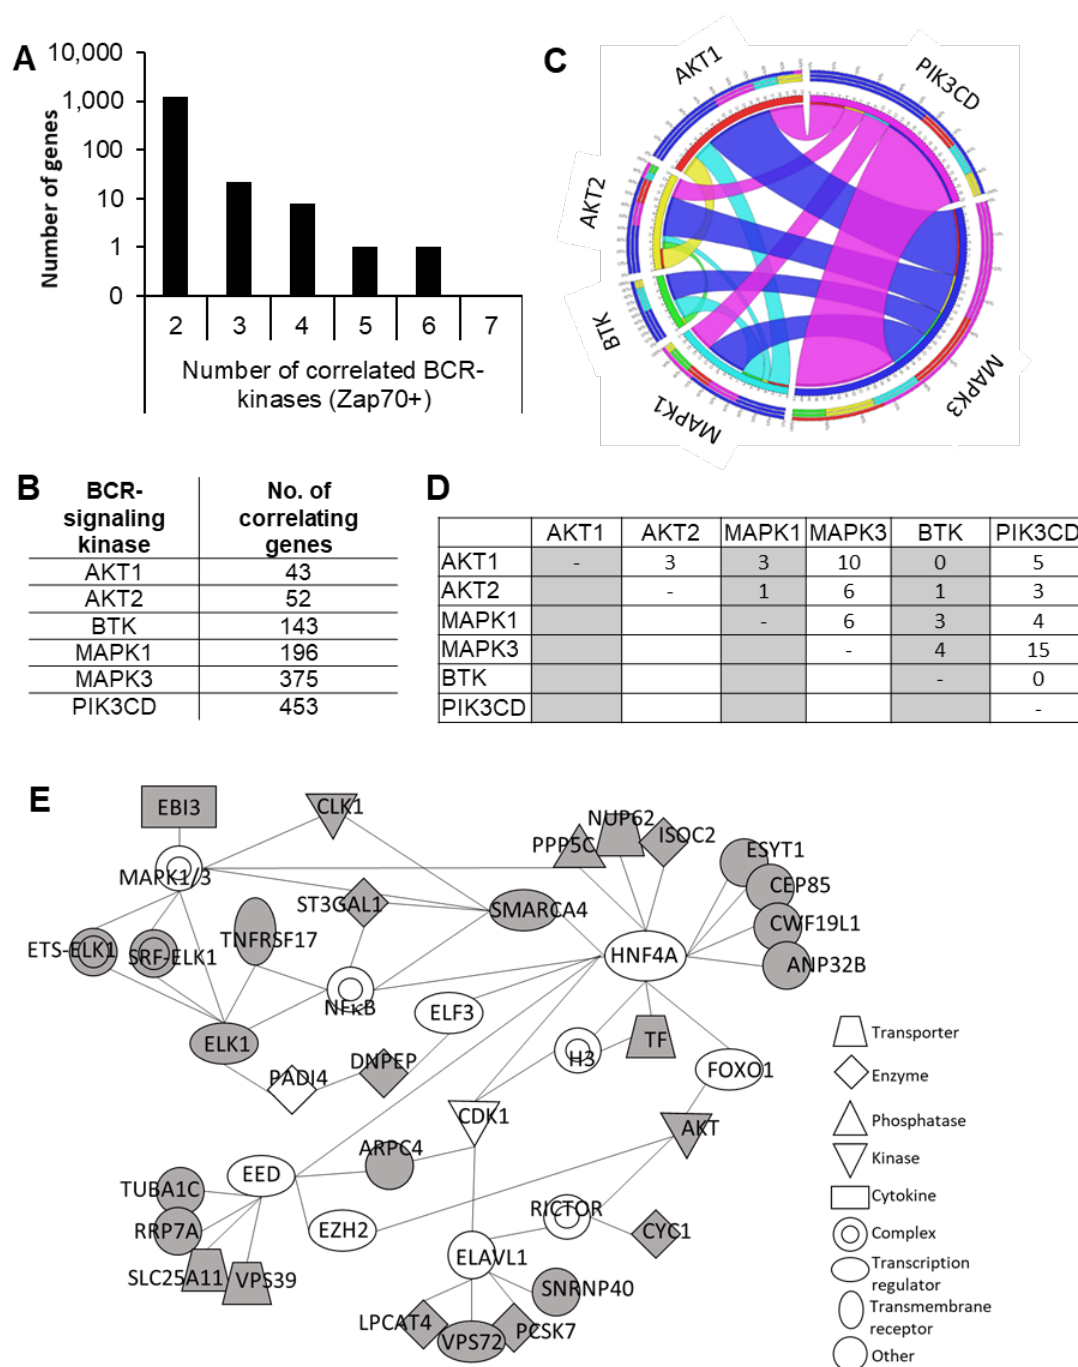 A
10,000
1,000
100
10
1
0
Number of genes
2 3 4 5 6 7
Number of correlated BCR-
kinases (Zap70+)
C
AKT1
PIK3CD
AKT2
BTK
MAPK1
MAPK3
B
BCR-
signaling
kinase
No. of
correlating
genes
AKT1 43
AKT2 52
BTK 143
MAPK1 196
MAPK3 375
PIK3CD 453
D
AKT1 AKT2 MAPK1 MAPK3 BTK PIK3CD
AKT1 - 3 3 10 0 5
AKT2 - 1 6 1 3
MAPK1 - 6 3 4
MAPK3 - 4 15
BTK - 0
PIK3CD -
E
EBI3
CLK1
NUP62
PPP5C
ISOC2
ESYT1
MAPK1/3
CEP85
ST3GAL1
SMARCA4
CWF19L1
TNFRSF17
ETS-ELK1
SRF-ELK1
HNF4A
ANP32B
NFκB
ELF3
ELK1
H3
TF
DNPEP
FOXO1
PADI4
CDK1
AKT
ARPC4
EED
TUBA1C
RICTOR
RRP7A
EZH2
CYC1
ELAVL1
SLC25A11
VPS39
SNRNP40
LPCAT4
PCSK7
VPS72
Transporter
Enzyme
Phosphatase
Kinase
Cytokine
Complex
Transcription
regulator
Transmembrane
receptor
Other